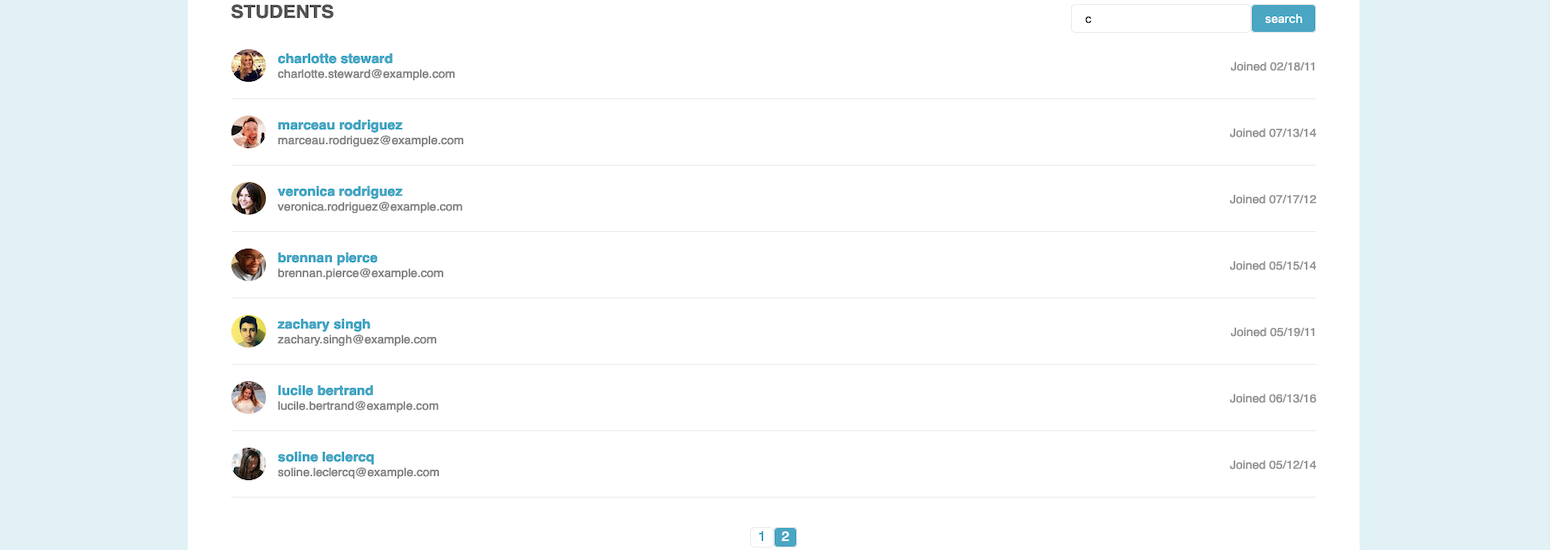 STUDENTS
c
search
charlotte steward
charlotte.steward@example.com
Joined 02/18/11
marceau rodriguez
marceau.rodriguez@example.com
Joined 07/13/14
veronica rodriguez
veronica.rodriguez@example.com
Joined 07/17/12
brennan pierce
brennan.pierce@example.com
Joined 05/15/14
zachary singh
zachary.singh@example.com
Joined 05/19/11
lucile bertrand
lucile.bertrand@example.com
Joined 06/13/16
soline leclercq
soline.leclercq@example.com
Joined 05/12/14
1 2